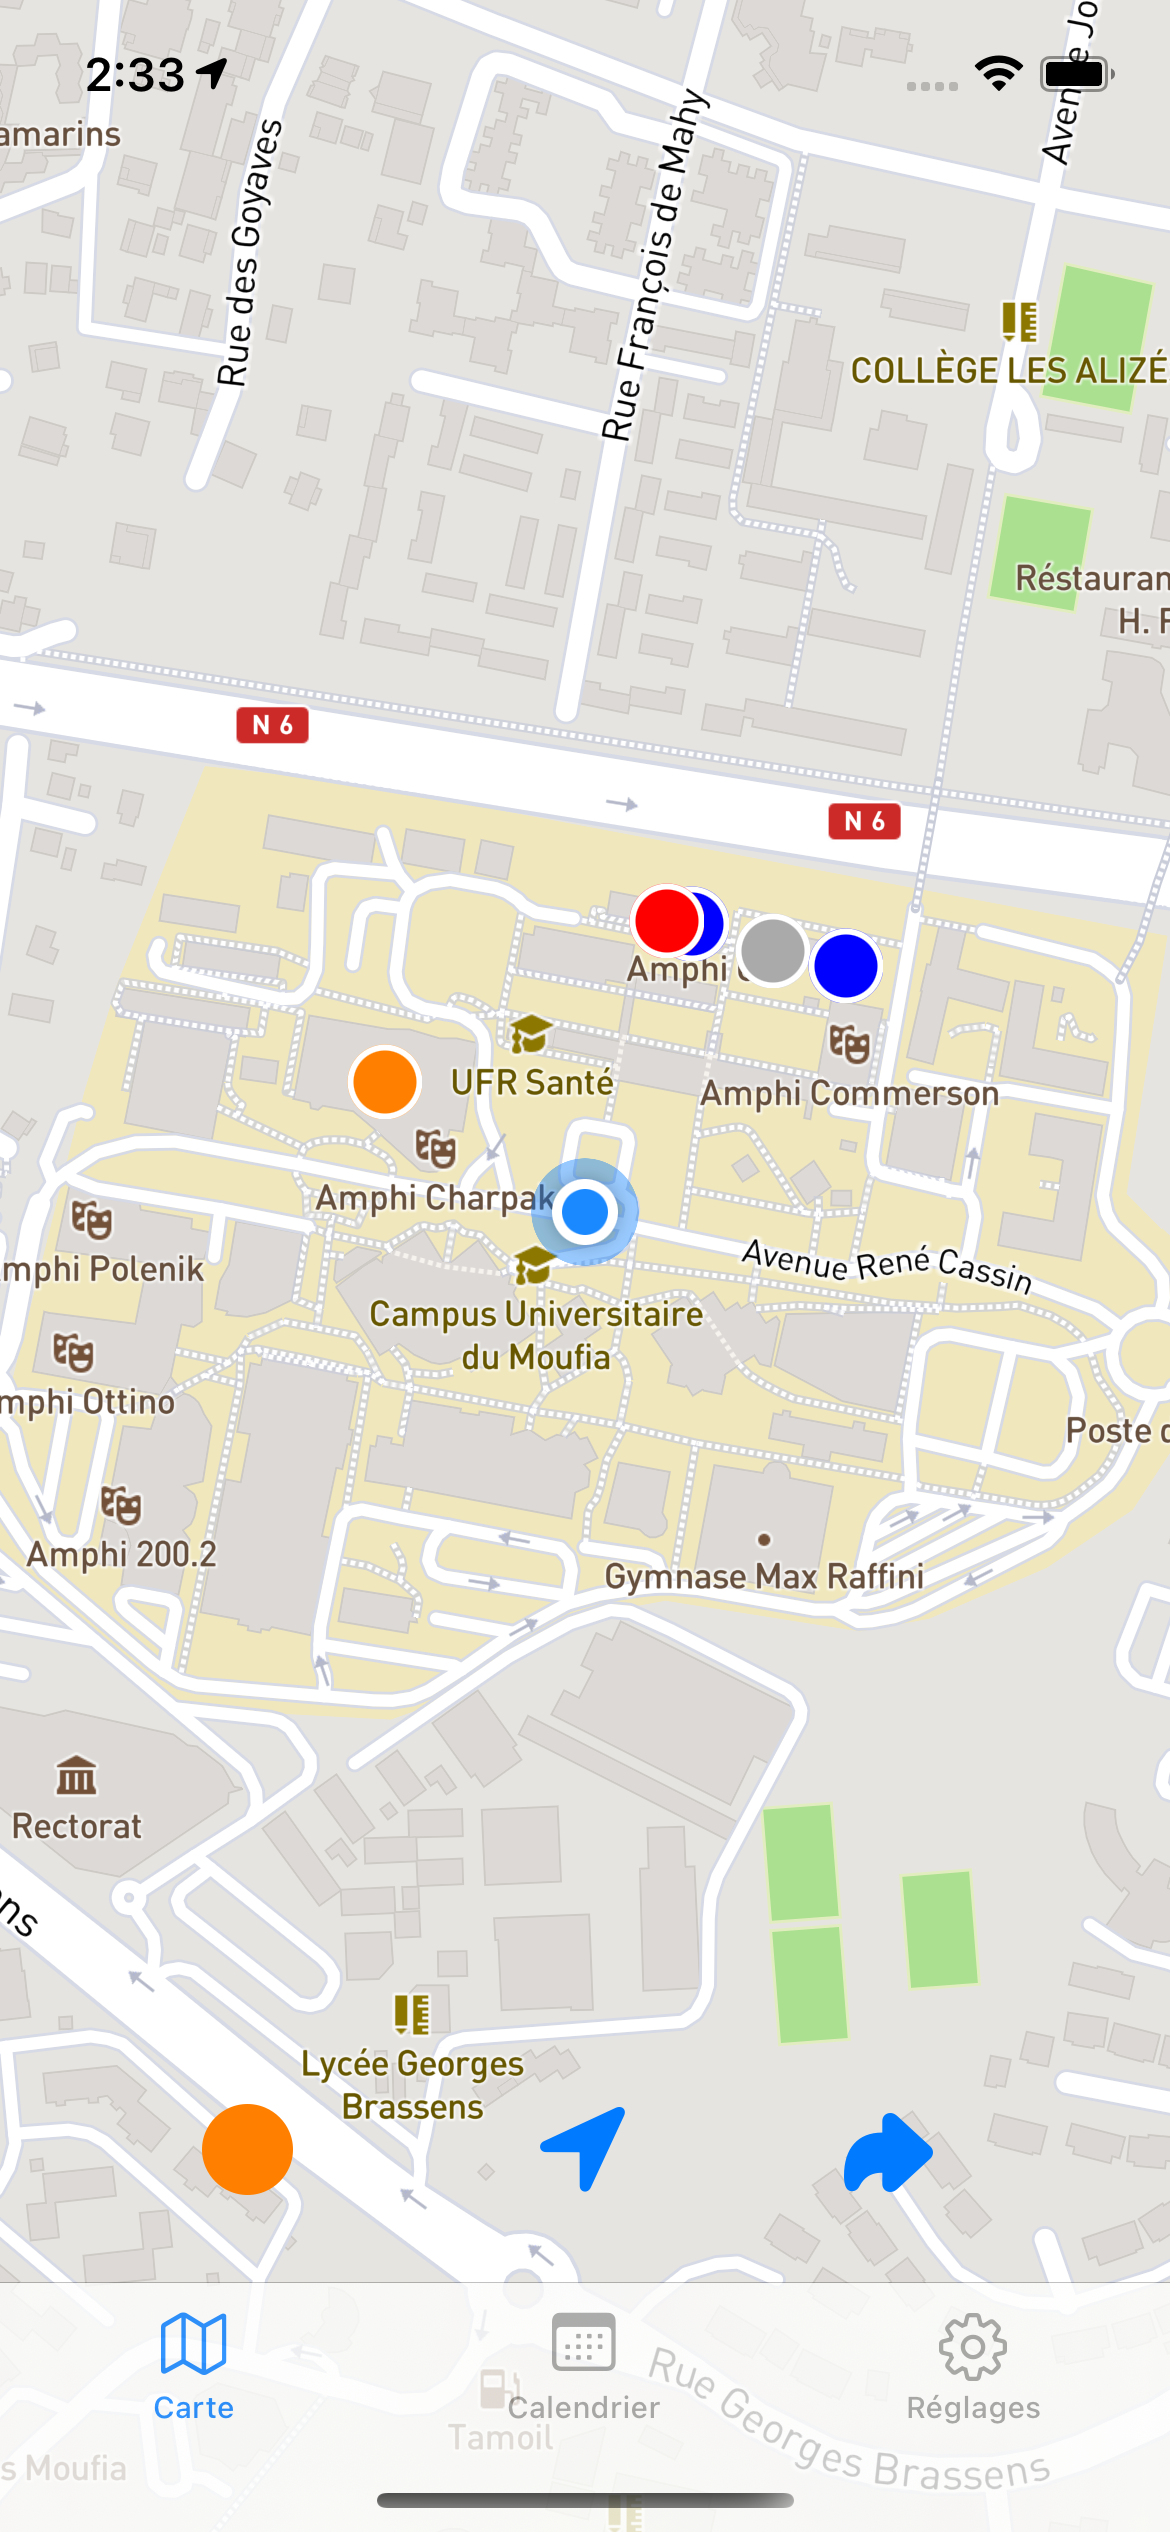 2:33
amarins
Rue des Goyaves
Rue François de Mahy
Avenue Jo
COLLÈGE LES ALIZÉ
Réstauran
H. F
N 6
N 6
Amphi
UFR Santé
Amphi Commerson
Amphi Charpak
mphi Polenik
Avenue René Cassin
Campus Universitaire
du Moufia
mphi Ottino
Poste d
Amphi 200.2
Gymnase Max Raffini
Rectorat
ns
Lycée Georges
Brassens
Carte
Calendrier
Réglages
Tamoil
Rue Georges Brassens
s Moufia